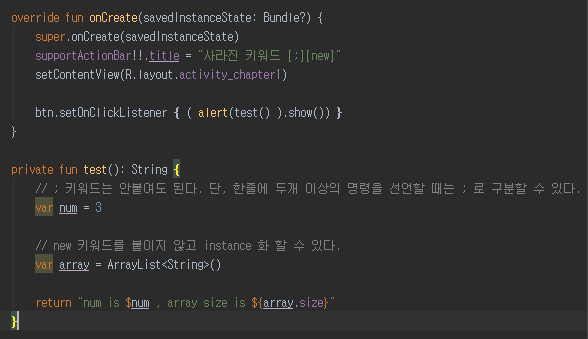 override fun onCreate(savedInstanceState: Bundle?) {
super.onCreate(savedInstanceState)
supportActionBar!!.title = "사라진 키워드 [;][new]"
setContentView(R.layout.activity_chapter1)
btn.setOnClickListener { ( alert(test() ).show()) }
}
private fun test(): String {
// ; 키워드는 안붙여도 된다. 단, 한줄에 두개 이상의 명령을 선언할 때는 ; 로 구분할 수 있다.
var num = 3
// new 키워드를 붙이지 않고 instance 화 할 수 있다.
var array = ArrayList<String>()
return "num is $num , array size is ${array.size}"
}